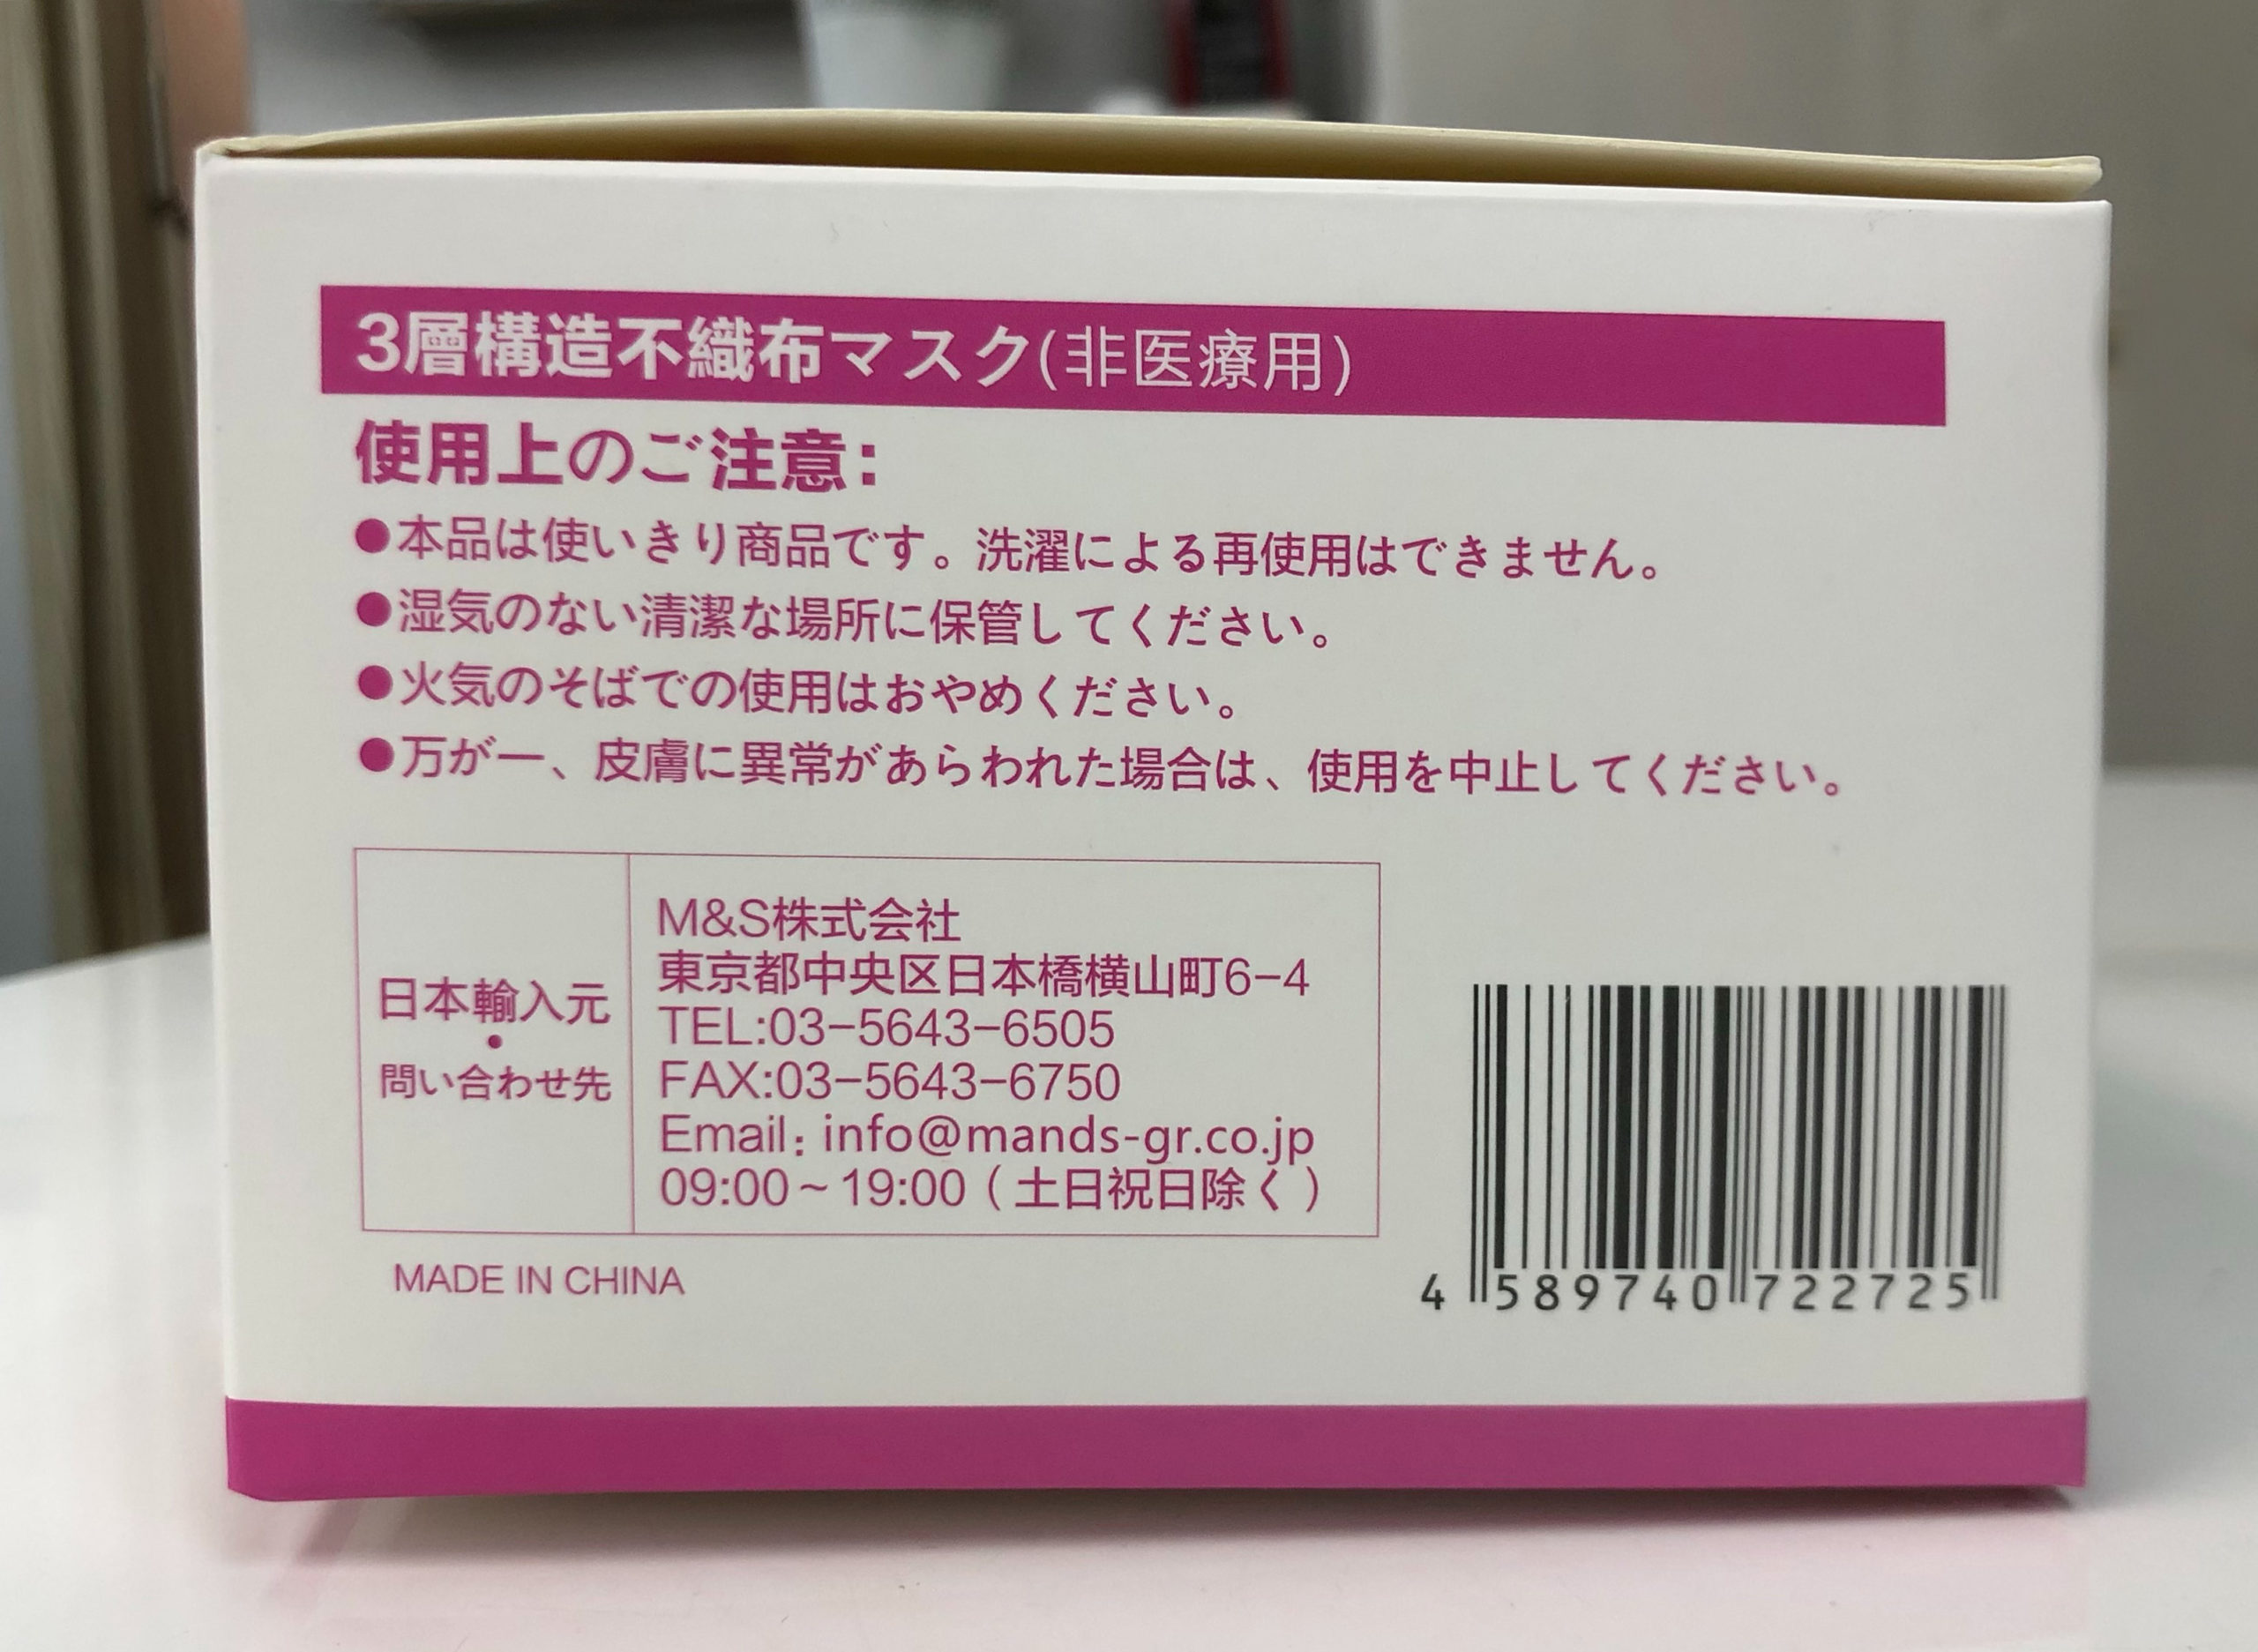 3層構造不織布マスク(非医療用)
使用上のご注意:
●本品は使いきり商品です。洗濯による再使用はできません。
●湿気のない清潔な場所に保管してください。
●火気のそばでの使用はおやめください。
●万が一、皮膚に異常があらわれた場合は、使用を中止してください。
日本輸入元
・
問い合わせ先
M&S株式会社
東京都中央区日本橋横山町6−4
TEL:03−5643−6505
FAX:03−5643−6750
Email: info@mands-gr.co.jp
09:00~19:00(土日祝日除く)
MADE IN CHINA
4 589740 722725